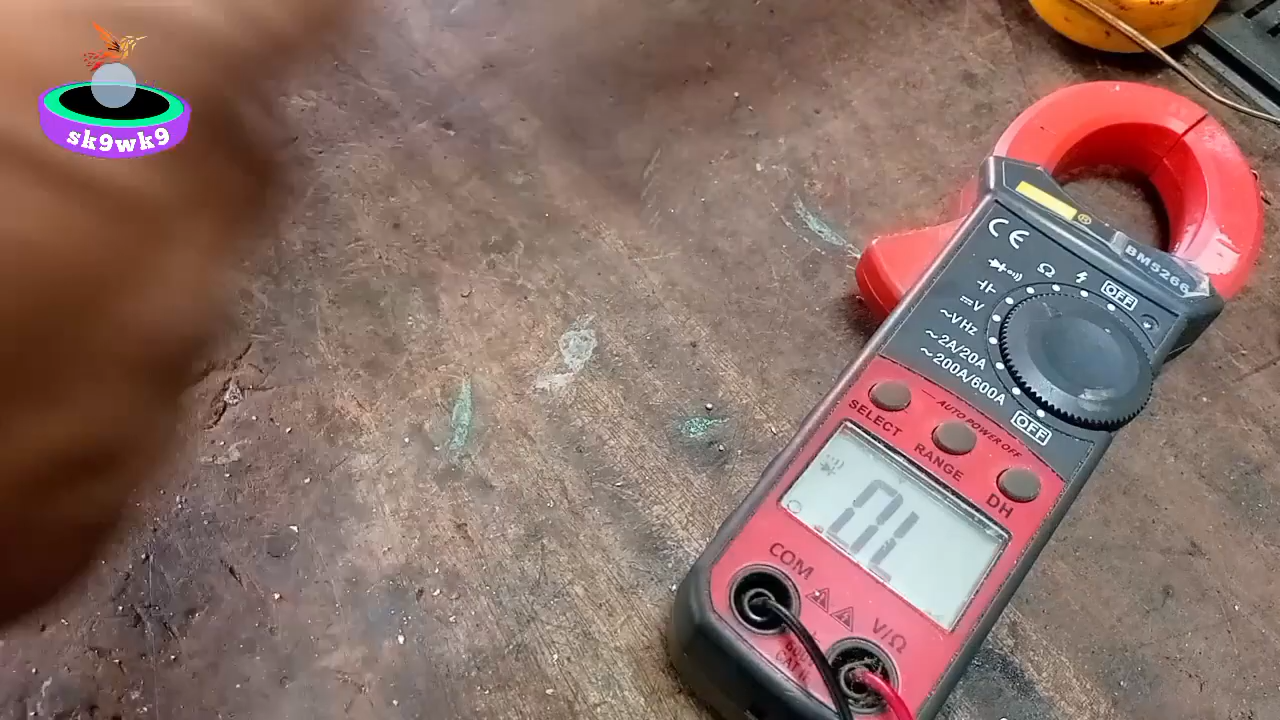 sk9wk9
BM5266
CE
Ω
OFF
⎓V
~VHz
~2A/20A
~200A/600A
OFF
AUTO POWER OFF
SELECT
RANGE
DH
OL
COM
V/Ω